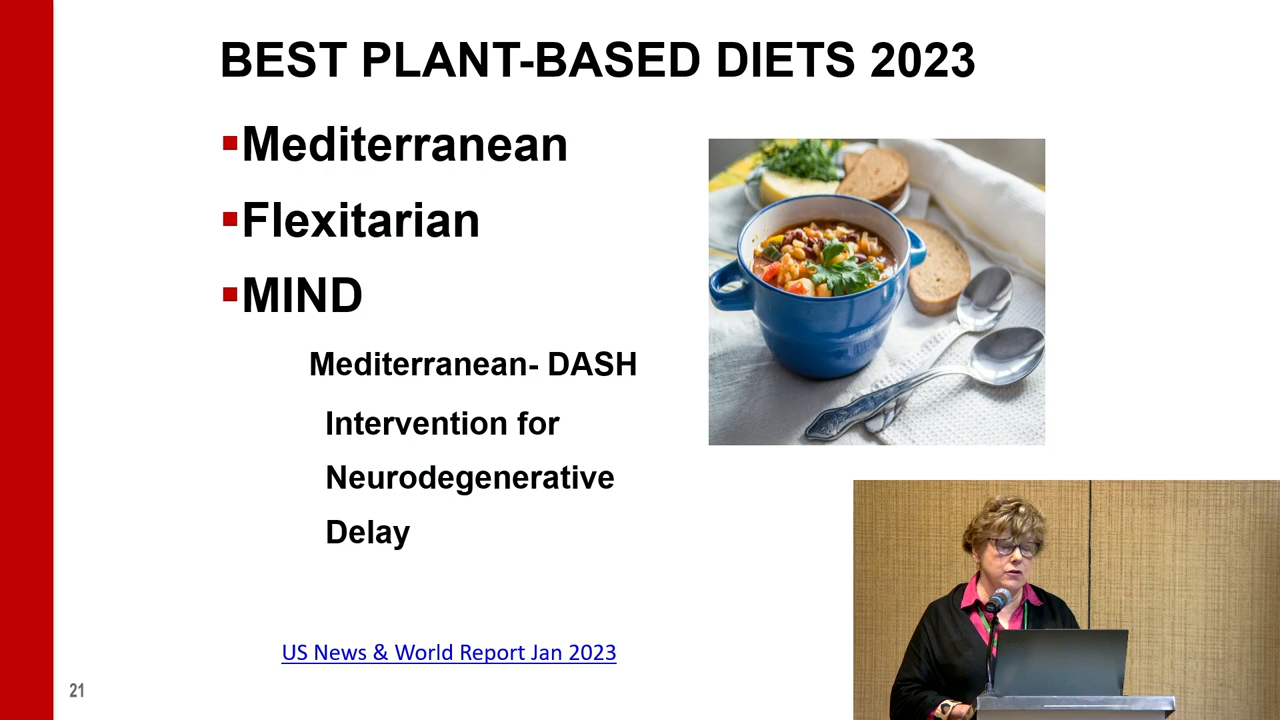 BEST PLANT-BASED DIETS 2023
▪Mediterranean
▪Flexitarian
▪MIND
Mediterranean- DASH
Intervention for
Neurodegenerative
Delay
US News & World Report Jan 2023
21